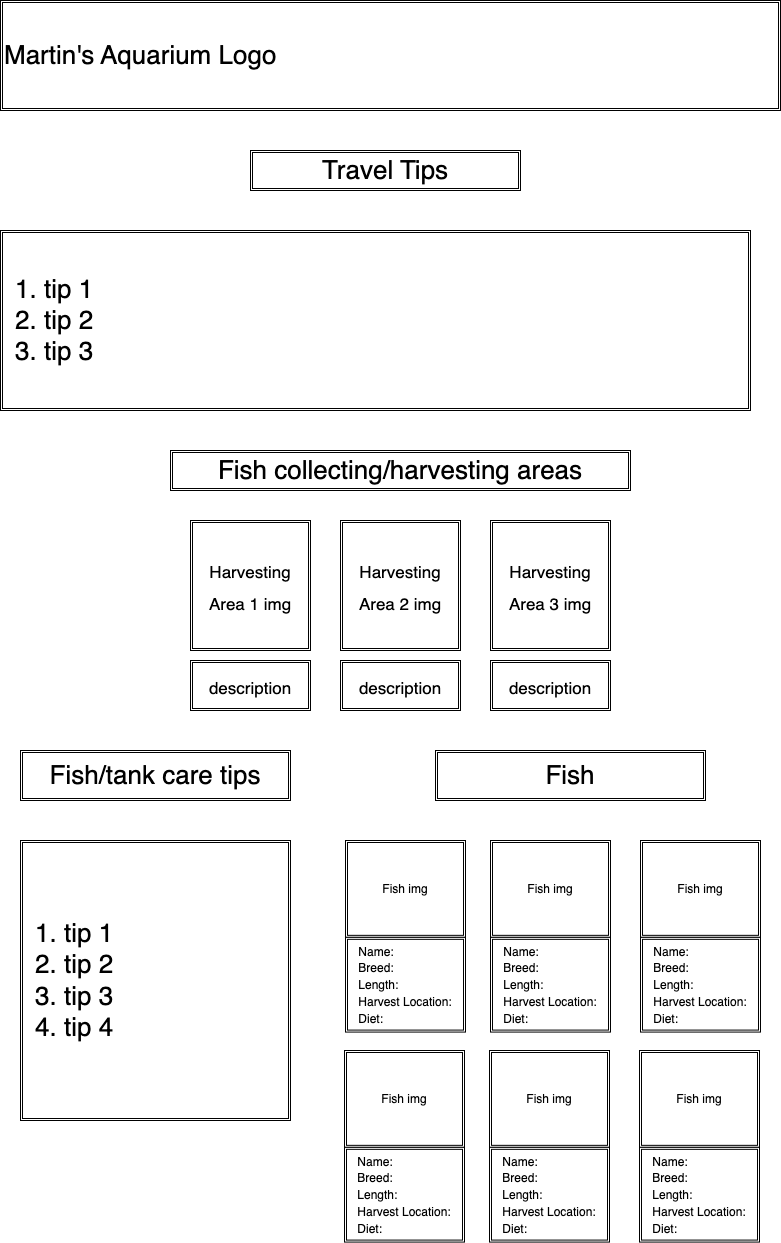 Martin's Aquarium Logo
Travel Tips
1. tip 1
2. tip 2
3. tip 3
Fish collecting/harvesting areas
Harvesting
Area 1 img
Harvesting
Area 2 img
Harvesting
Area 3 img
description
description
description
Fish/tank care tips
1. tip 1
2. tip 2
3. tip 3
4. tip 4
Fish
Fish img
Name:
Breed:
Length:
Harvest Location:
Diet:
Fish img
Name:
Breed:
Length:
Harvest Location:
Diet:
Fish img
Name:
Breed:
Length:
Harvest Location:
Diet:
Fish img
Name:
Breed:
Length:
Harvest Location:
Diet:
Fish img
Name:
Breed:
Length:
Harvest Location:
Diet:
Fish img
Name:
Breed:
Length:
Harvest Location:
Diet: